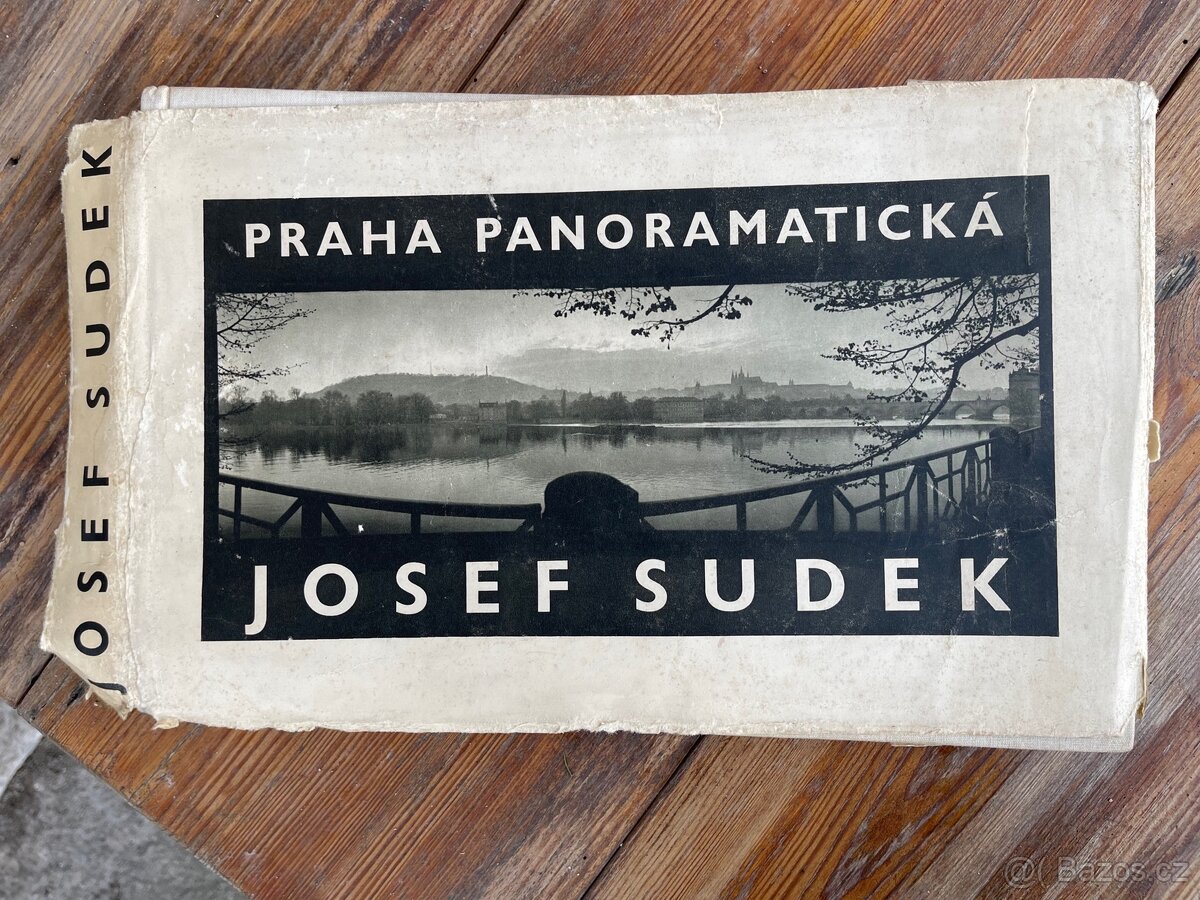 PRAHA PANORAMATICKÁ
JOSEF SUDEK
JOSEF SUDEK
@ Bazos.cz